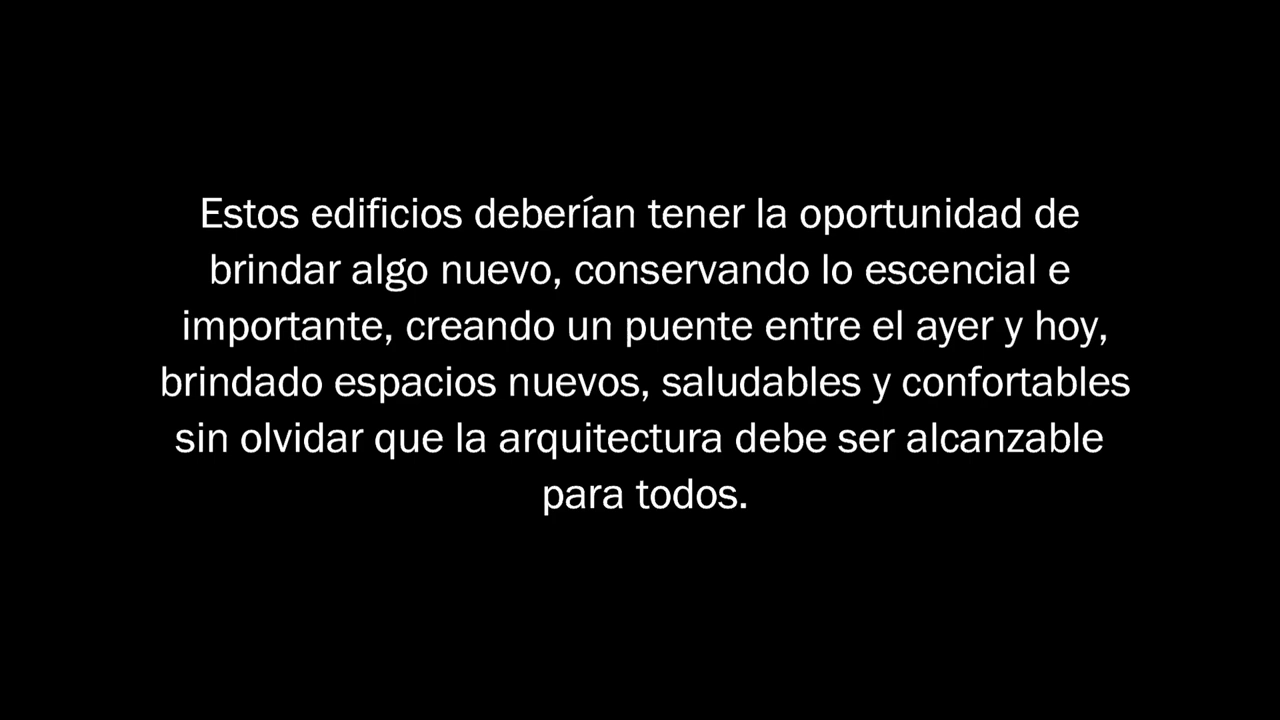 Estos edificios deberían tener la oportunidad de
brindar algo nuevo, conservando lo escencial e
importante, creando un puente entre el ayer y hoy,
brindado espacios nuevos, saludables y confortables
sin olvidar que la arquitectura debe ser alcanzable
para todos.